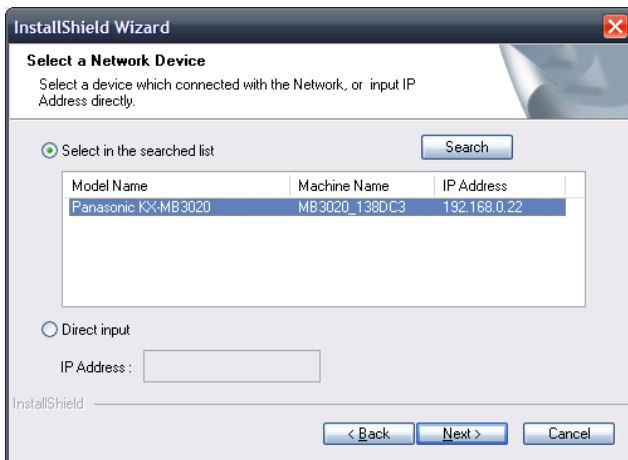 InstallShield Wizard
Select a Network Device
Select a device which connected with the Network, or input IP
Address directly.
Select in the searched list
Search
Model Name Machine Name IP Address
Panasonic KX-MB3020 MB3020_138DC3 192.168.0.22
Direct input
IP Address :
InstallShield
< Back Next > Cancel